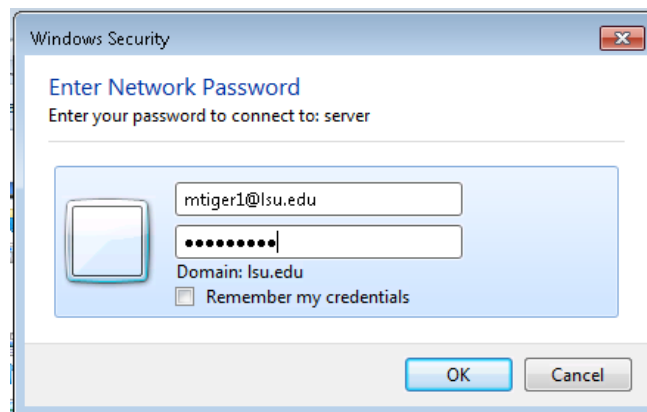 Windows Security
Enter Network Password
Enter your password to connect to: server
mtiger1@lsu.edu
●●●●●●●●●
Domain: lsu.edu
Remember my credentials
OK
Cancel